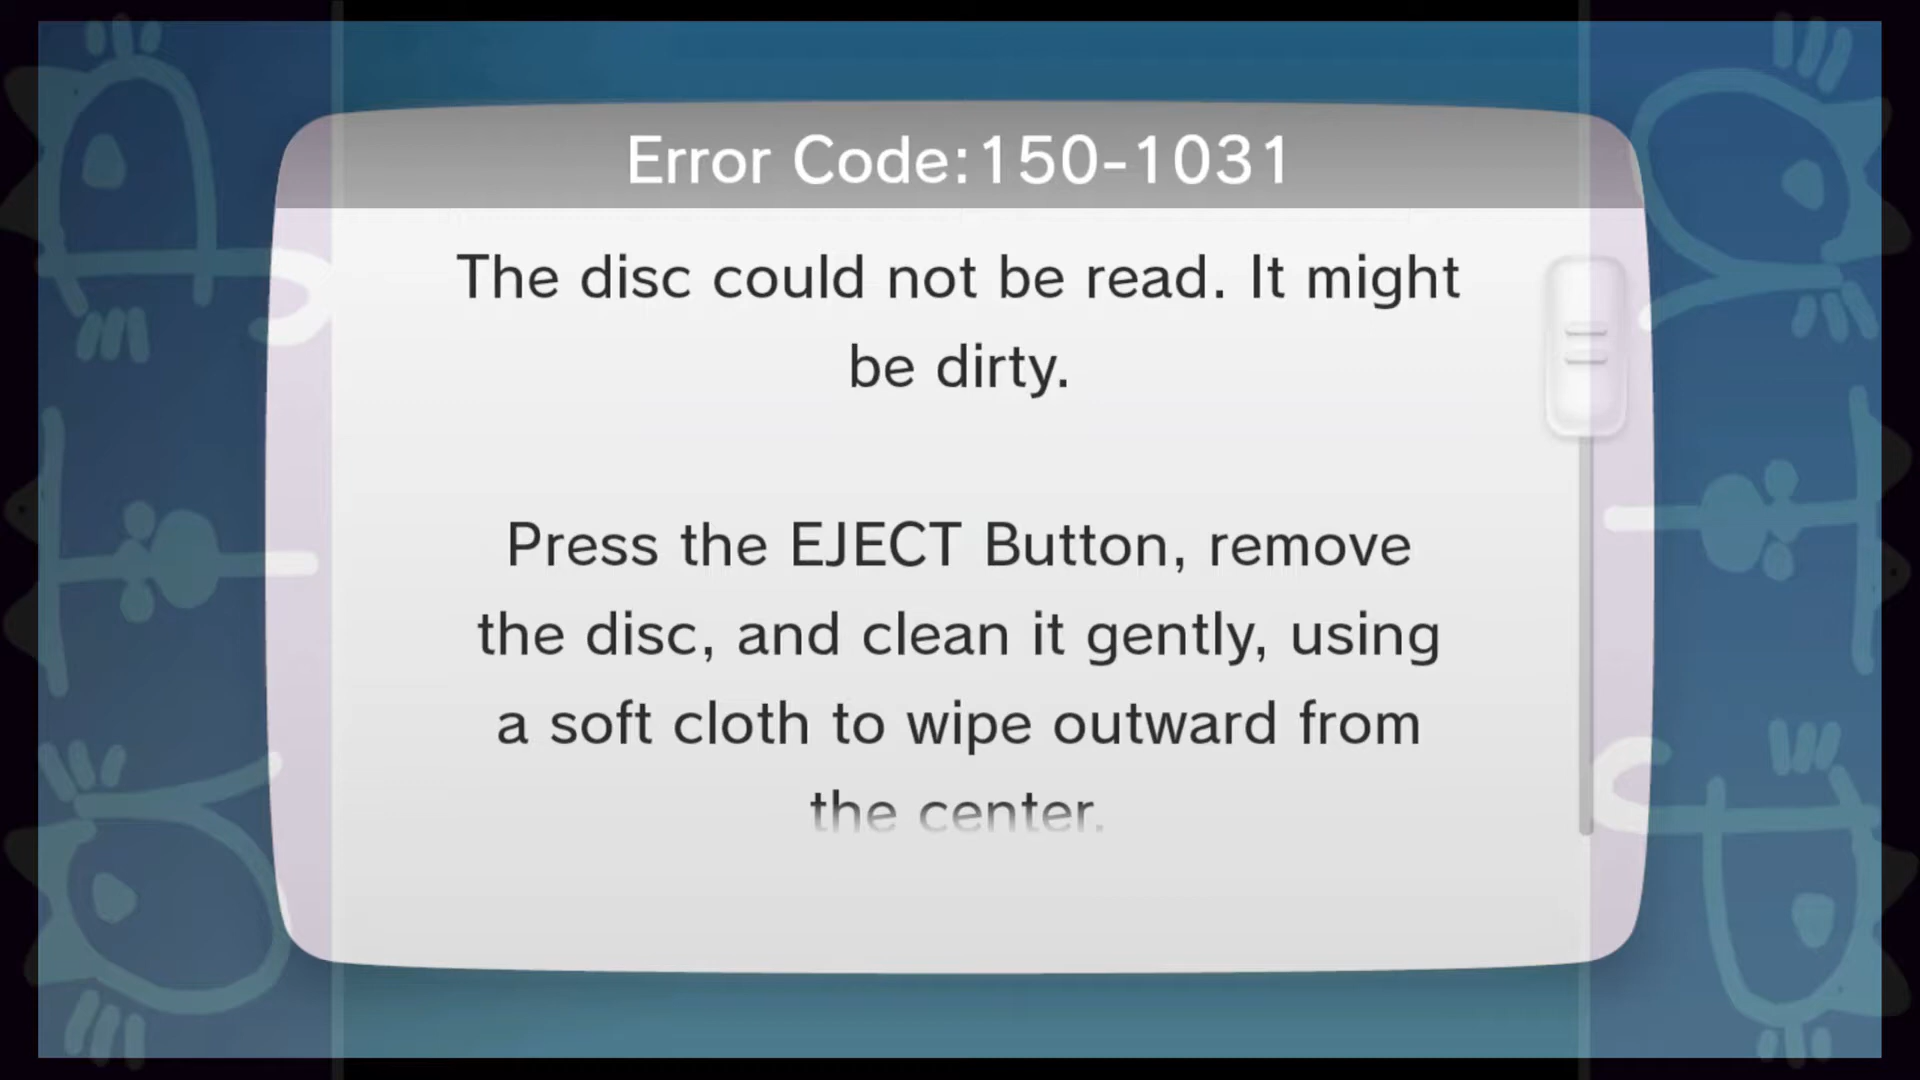 Error Code:150-1031
The disc could not be read. It might
be dirty.
Press the EJECT Button, remove
the disc, and clean it gently, using
a soft cloth to wipe outward from
the center.